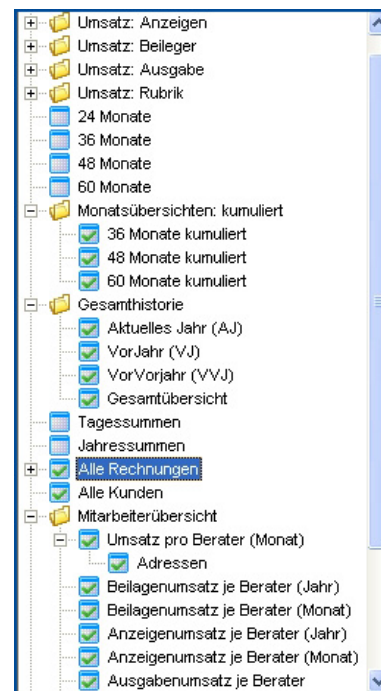 Umsatz: Anzeigen
Umsatz: Beileger
Umsatz: Ausgabe
Umsatz: Rubrik
24 Monate
36 Monate
48 Monate
60 Monate
Monatsübersichten: kumuliert
36 Monate kumuliert
48 Monate kumuliert
60 Monate kumuliert
Gesamthistorie
Aktuelles Jahr (AJ)
VorJahr (VJ)
VorVorjahr (VVJ)
Gesamtübersicht
Tagessummen
Jahressummen
Alle Rechnungen
Alle Kunden
Mitarbeiterübersicht
Umsatz pro Berater (Monat)
Adressen
Beilagenumsatz je Berater (Jahr)
Beilagenumsatz je Berater (Monat)
Anzeigenumsatz je Berater (Jahr)
Anzeigenumsatz je Berater (Monat)
Ausgabenumsatz je Berater